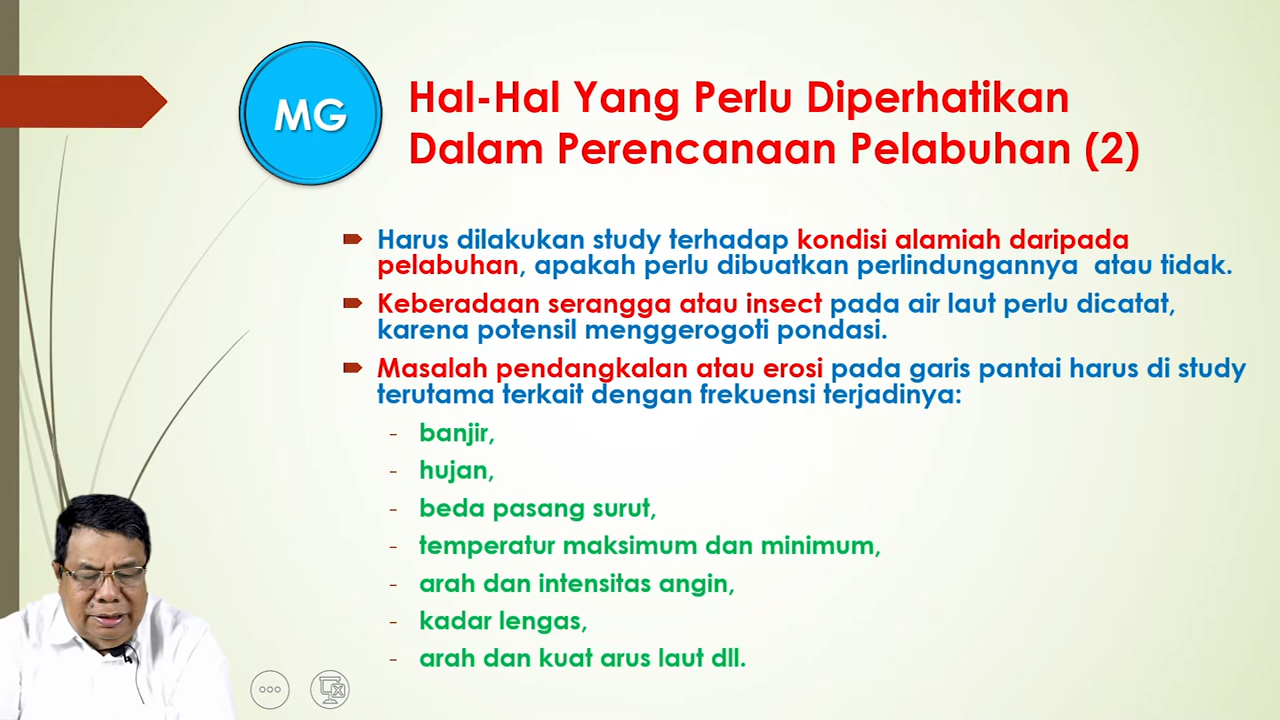 MG
Hal-Hal Yang Perlu Diperhatikan
Dalam Perencanaan Pelabuhan (2)
Harus dilakukan study terhadap kondisi alamiah daripada
pelabuhan, apakah perlu dibuatkan perlindungannya atau tidak.
Keberadaan serangga atau insect pada air laut perlu dicatat,
karena potensil menggerogoti pondasi.
Masalah pendangkalan atau erosi pada garis pantai harus di study
terutama terkait dengan frekuensi terjadinya:
- banjir,
- hujan,
- beda pasang surut,
- temperatur maksimum dan minimum,
- arah dan intensitas angin,
- kadar lengas,
- arah dan kuat arus laut dll.